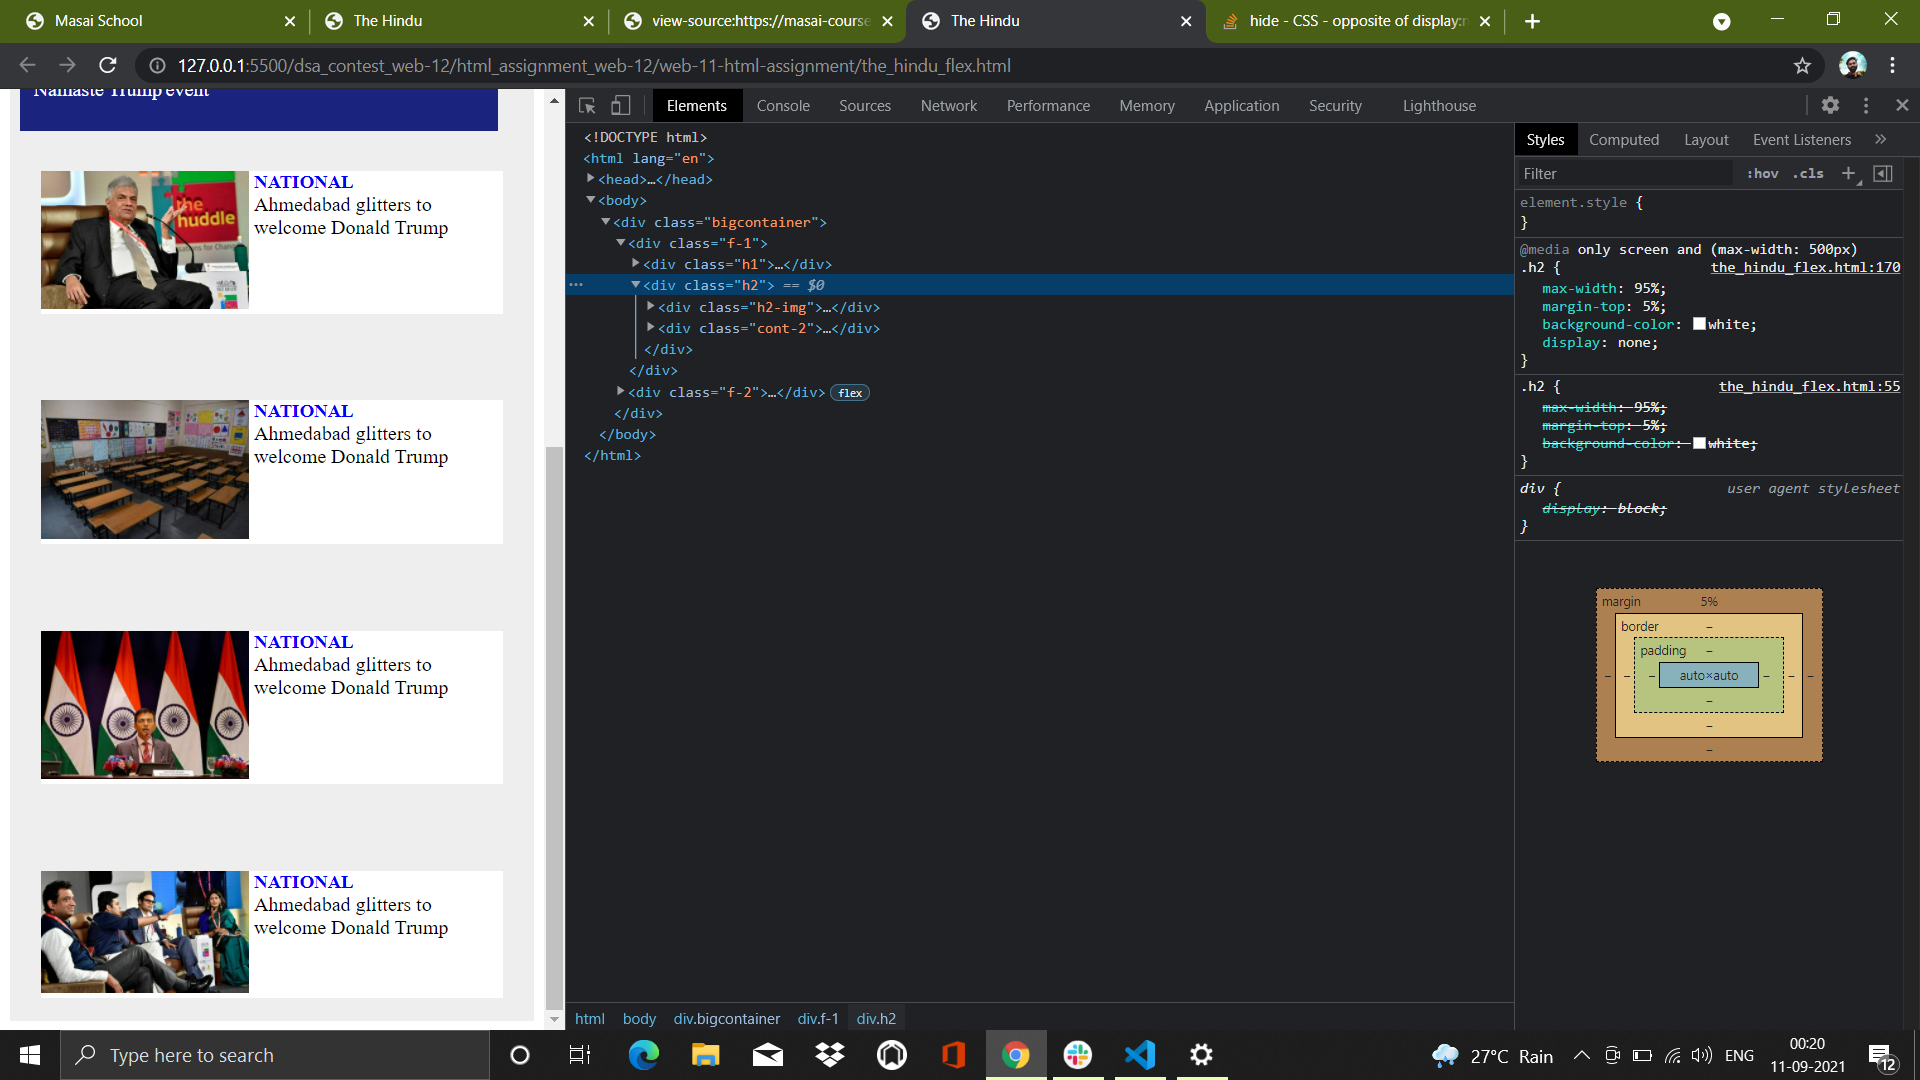 Masai School
The Hindu
view-source:https://masai-course
The Hindu
hide - CSS - opposite of display:n
127.0.0.1:5500/dsa_contest_web-12/html_assignment_web-12/web-11-html-assignment/the_hindu_flex.html
Namaste Trump event
NATIONAL
Ahmedabad glitters to
welcome Donald Trump
the
huddle
NATIONAL
Ahmedabad glitters to
welcome Donald Trump
NATIONAL
Ahmedabad glitters to
welcome Donald Trump
NATIONAL
Ahmedabad glitters to
welcome Donald Trump
Elements Console Sources Network Performance Memory Application Security Lighthouse
<!DOCTYPE html>
<html lang="en">
<head>…</head>
<body>
<div class="bigcontainer">
<div class="f-1">
<div class="h1">…</div>
<div class="h2"> == $0
<div class="h2-img">…</div>
<div class="cont-2">…</div>
</div>
</div>
<div class="f-2">…</div> flex
</div>
</body>
</html>
html body div.bigcontainer div.f-1 div.h2
Styles Computed Layout Event Listeners »
Filter :hov .cls +
element.style {
}
@media only screen and (max-width: 500px)
.h2 { the_hindu_flex.html:170
max-width: 95%;
margin-top: 5%;
background-color: white;
display: none;
}
.h2 { the_hindu_flex.html:55
max-width: 95%;
margin-top: 5%;
background-color: white;
}
div { user agent stylesheet
display: block;
}
margin 5%
border –
padding –
– – – auto×auto – – –
–
–
–
Type here to search
27°C Rain
ENG
00:20
11-09-2021
12